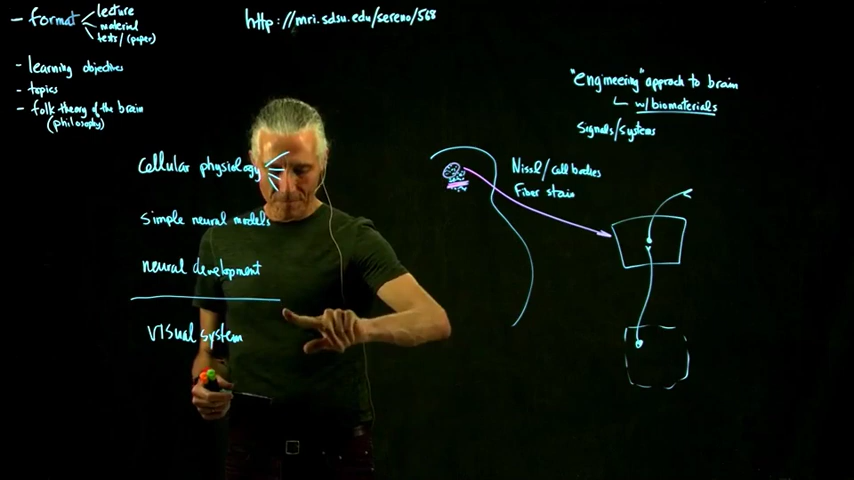 - format
lecture
material
tests/(paper)
- learning objectives
- topics
- folk theory of the brain
(philosophy)
http://mri.sdsu.edu/sereno/568
"engineering" approach to brain
w/biomaterials
Signals/systems
cellular physiology
simple neural models
neural development
visual system
Nissl/cell bodies
Fiber stain